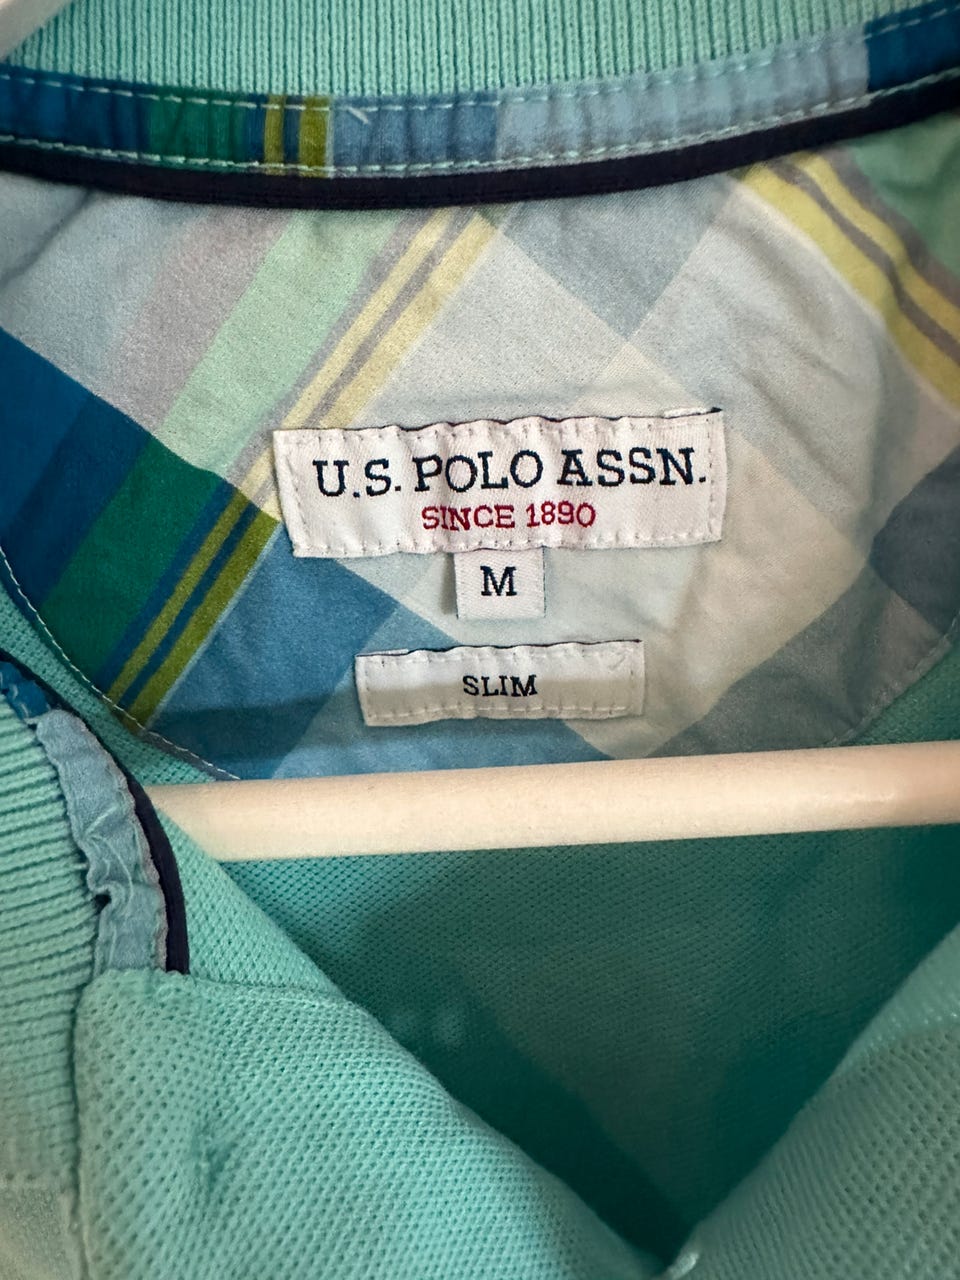 U.S. POLO ASSN.
SINCE 1890
M
SLIM